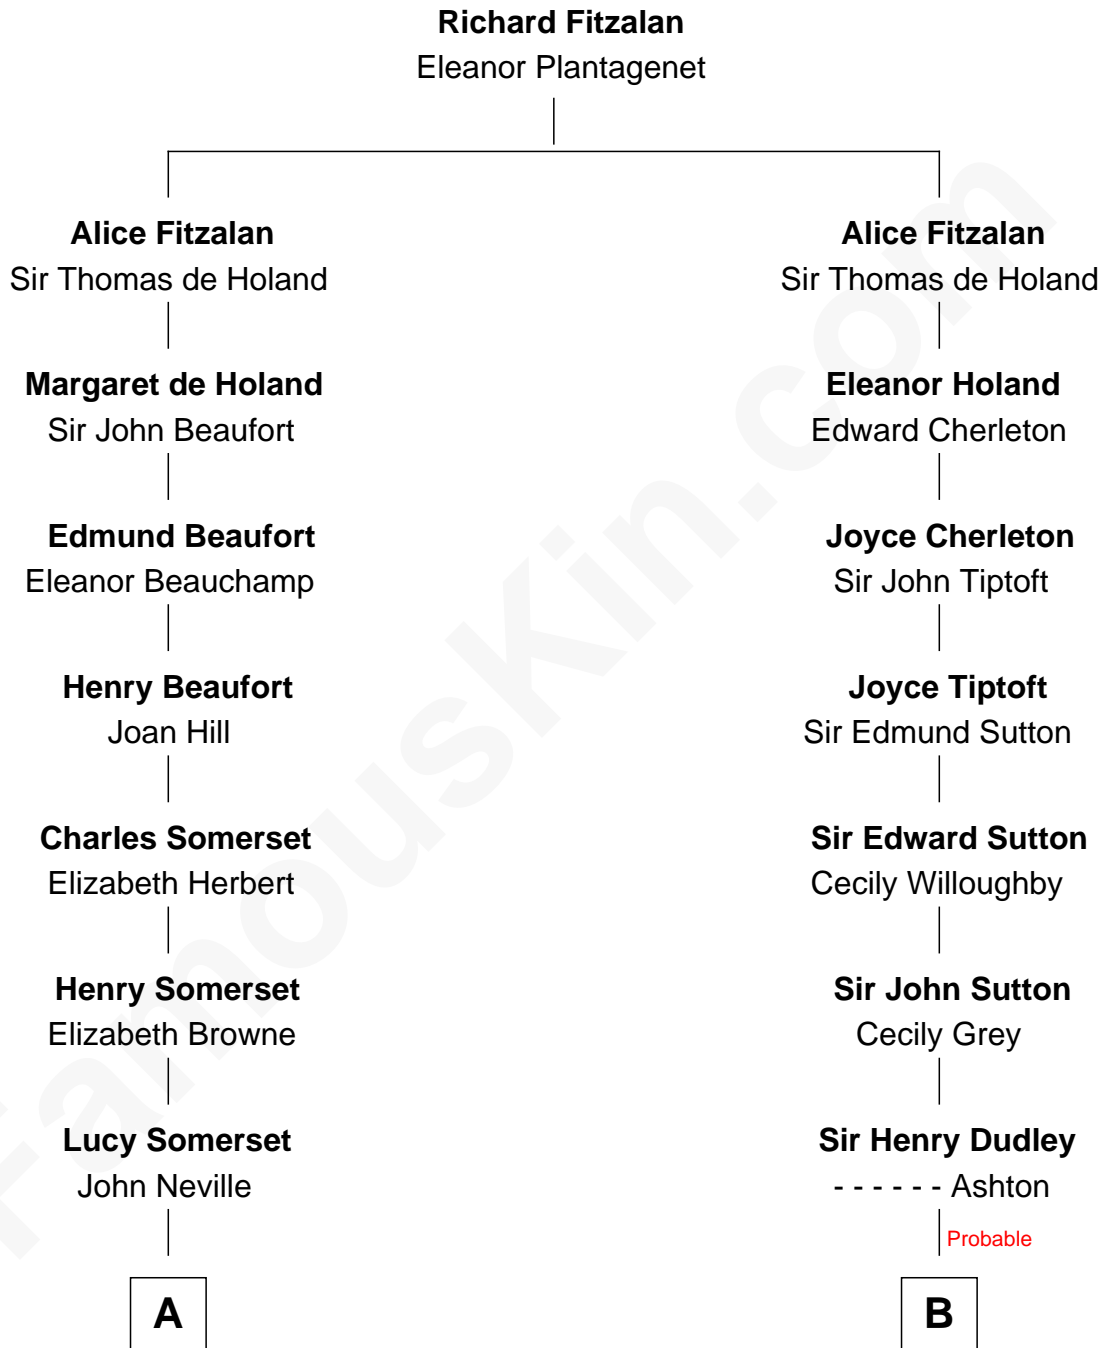 Richard Fitzalan
Eleanor Plantagenet
Alice Fitzalan
Sir Thomas de Holand
Alice Fitzalan
Sir Thomas de Holand
Margaret de Holand
Sir John Beaufort
Eleanor Holand
Edward Cherleton
Edmund Beaufort
Eleanor Beauchamp
Joyce Cherleton
Sir John Tiptoft
Henry Beaufort
Joan Hill
Joyce Tiptoft
Sir Edmund Sutton
Charles Somerset
Elizabeth Herbert
Sir Edward Sutton
Cecily Willoughby
Henry Somerset
Elizabeth Browne
Sir John Sutton
Cecily Grey
Lucy Somerset
John Neville
Sir Henry Dudley
- - - - - - Ashton
Probable
A
B
FamousKin.com